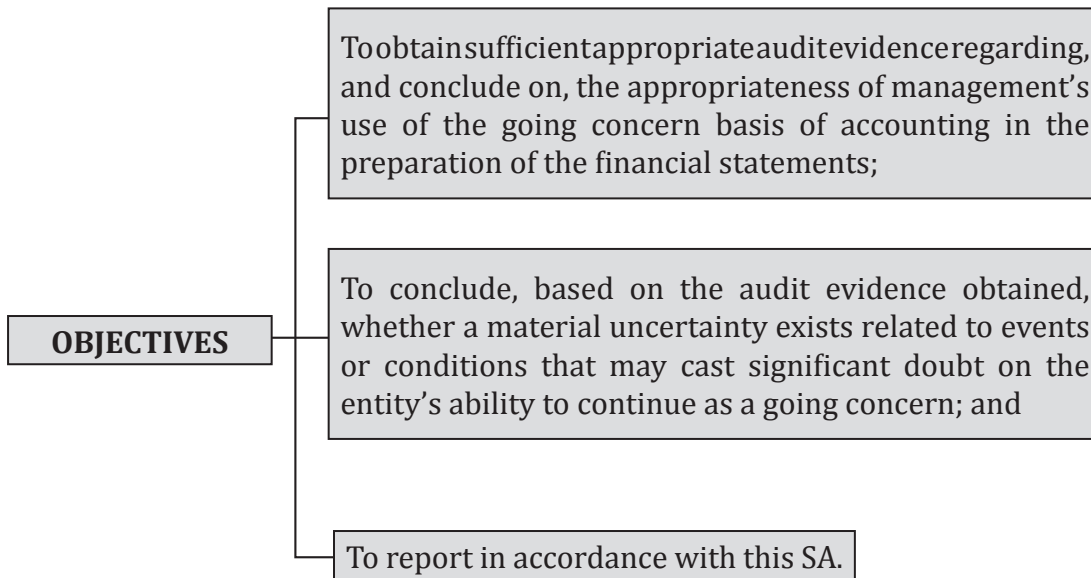 Toobtainsufficientappropriateauditevidenceregarding,
and conclude on, the appropriateness of management’s
use of the going concern basis of accounting in the
preparation of the financial statements;
OBJECTIVES
To conclude, based on the audit evidence obtained,
whether a material uncertainty exists related to events
or conditions that may cast significant doubt on the
entity’s ability to continue as a going concern; and
To report in accordance with this SA.